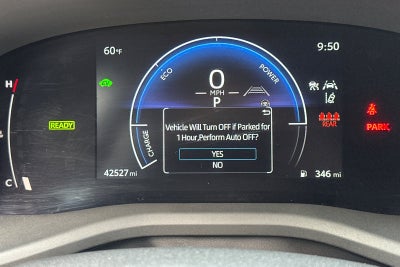 60°F
9:50
H
ECO
POWER
0
MPH
P
READY
CHARGE
Vehicle Will Turn OFF if Parked for
1 Hour,Perform Auto OFF?
YES
NO
REAR
PARK
C
42527 mi
346 mi